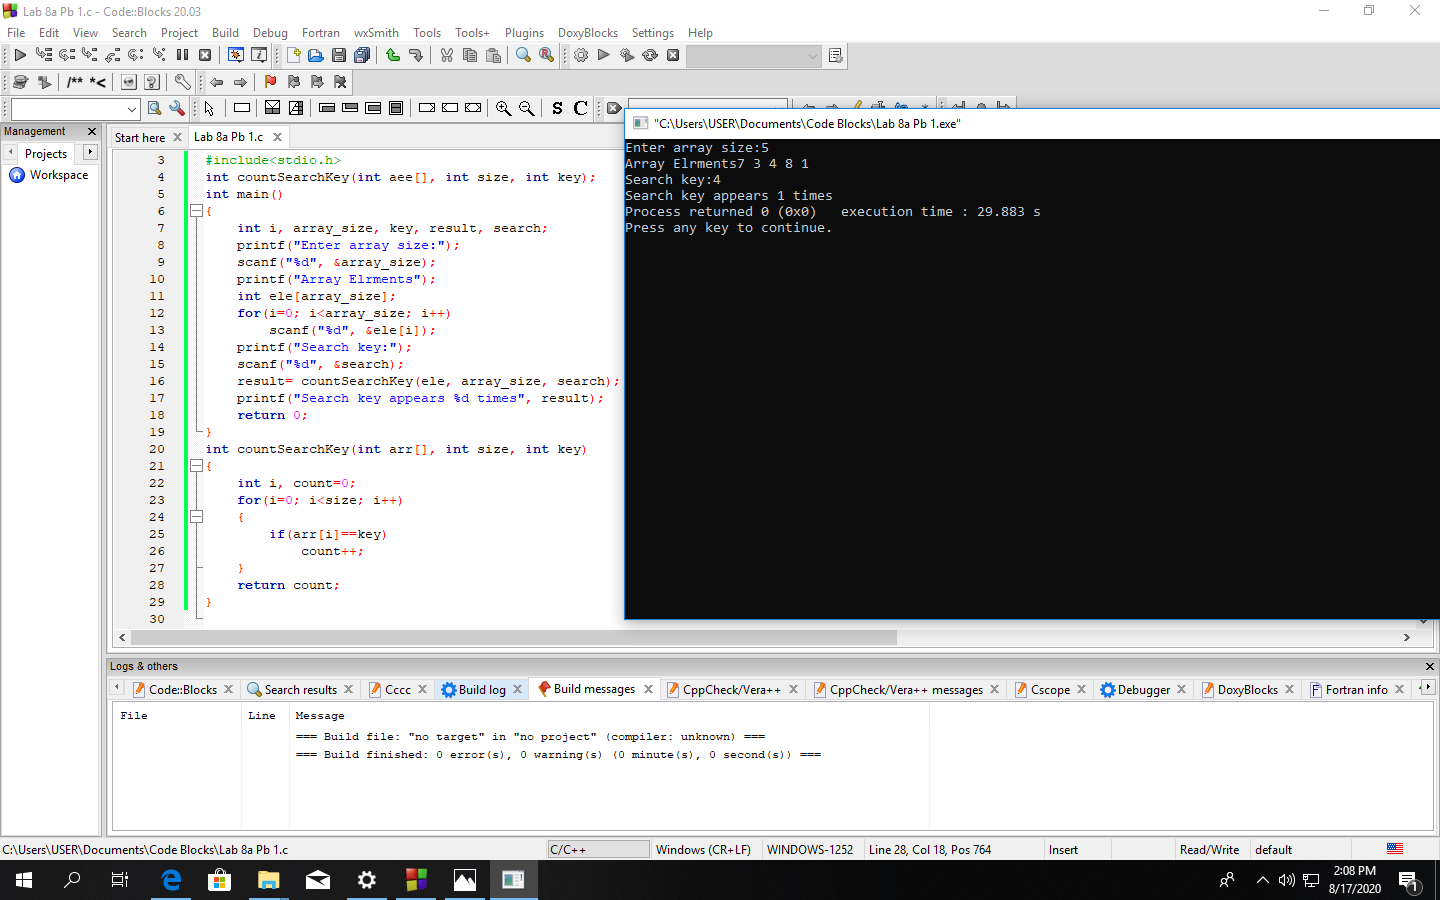 Lab 8a Pb 1.c - Code::Blocks 20.03
File Edit View Search Project Build Debug Fortran wxSmith Tools Tools+ Plugins DoxyBlocks Settings Help
/** *<
S C
Management
Projects
Workspace
Start here Lab 8a Pb 1.c
3 #include<stdio.h>
4 int countSearchKey(int aee[], int size, int key);
5 int main()
6 {
7 int i, array_size, key, result, search;
8 printf("Enter array size:");
9 scanf("%d", &array_size);
10 printf("Array Elrments");
11 int ele[array_size];
12 for(i=0; i<array_size; i++)
13 scanf("%d", &ele[i]);
14 printf("Search key:");
15 scanf("%d", &search);
16 result= countSearchKey(ele, array_size, search);
17 printf("Search key appears %d times", result);
18 return 0;
19 }
20 int countSearchKey(int arr[], int size, int key)
21 {
22 int i, count=0;
23 for(i=0; i<size; i++)
24 {
25 if(arr[i]==key)
26 count++;
27 }
28 return count;
29 }
30
"C:\Users\USER\Documents\Code Blocks\Lab 8a Pb 1.exe"
Enter array size:5
Array Elrments7 3 4 8 1
Search key:4
Search key appears 1 times
Process returned 0 (0x0) execution time : 29.883 s
Press any key to continue.
Logs & others
Code::Blocks Search results Cccc Build log Build messages CppCheck/Vera++ CppCheck/Vera++ messages Cscope Debugger DoxyBlocks Fortran info
File Line Message
=== Build file: "no target" in "no project" (compiler: unknown) ===
=== Build finished: 0 error(s), 0 warning(s) (0 minute(s), 0 second(s)) ===
C:\Users\USER\Documents\Code Blocks\Lab 8a Pb 1.c C/C++ Windows (CR+LF) WINDOWS-1252 Line 28, Col 18, Pos 764 Insert Read/Write default
2:08 PM
8/17/2020
1